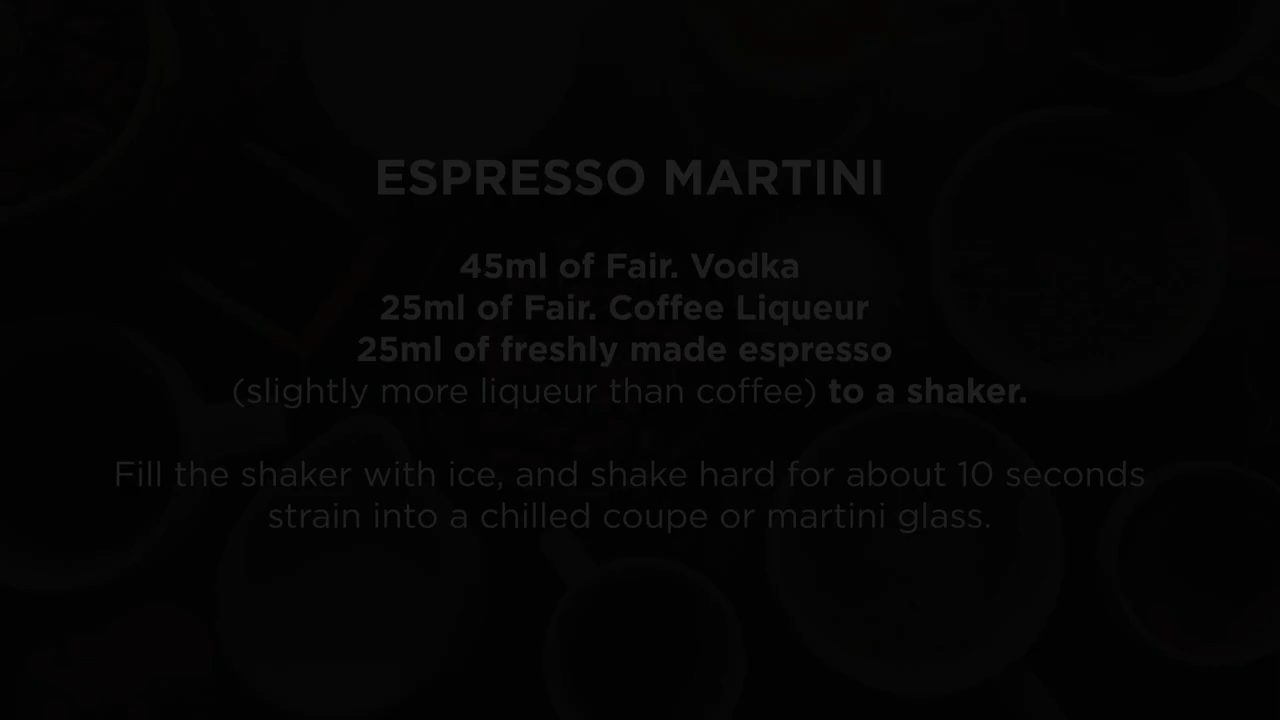 ESPRESSO MARTINI
45ml of Fair. Vodka
25ml of Fair. Coffee Liqueur
25ml of freshly made espresso
(slightly more liqueur than coffee) to a shaker.
Fill the shaker with ice, and shake hard for about 10 seconds
strain into a chilled coupe or martini glass.